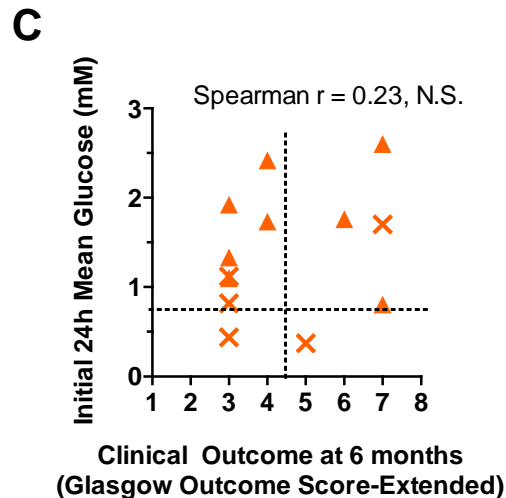 C
Spearman r = 0.23, N.S.
Initial 24h Mean Glucose (mM)
3
2
1
0
1 2 3 4 5 6 7 8
Clinical Outcome at 6 months
(Glasgow Outcome Score-Extended)